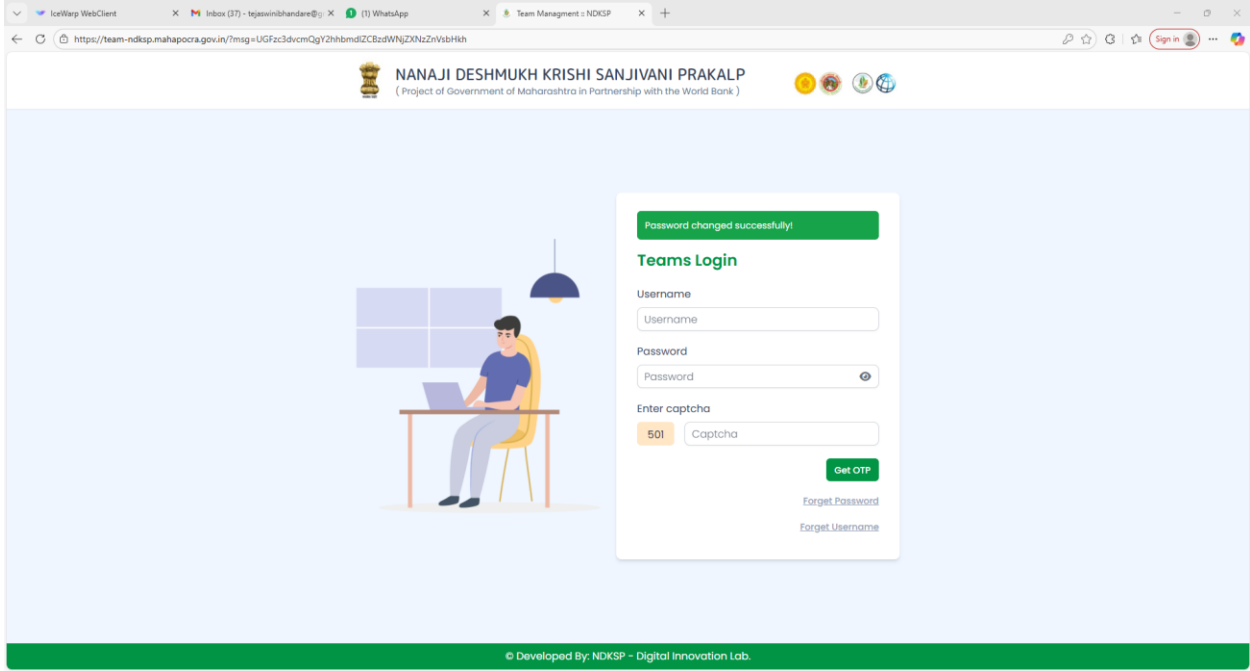 IceWarp WebClient
Inbox (37) - tejaswinibhandare@g
(1) WhatsApp
Team Managment :: NDKSP
https://team-ndksp.mahapocra.gov.in/?msg=UGFzc3dvcmQgY2hhbmdlZCBzdWNjZXNzZnVsbHkh
Sign in
NANAJI DESHMUKH KRISHI SANJIVANI PRAKALP
( Project of Government of Maharashtra in Partnership with the World Bank )
Password changed successfully!
Teams Login
Username
Username
Password
Password
Enter captcha
501 Captcha
Get OTP
Forget Password
Forget Username
© Developed By: NDKSP - Digital Innovation Lab.